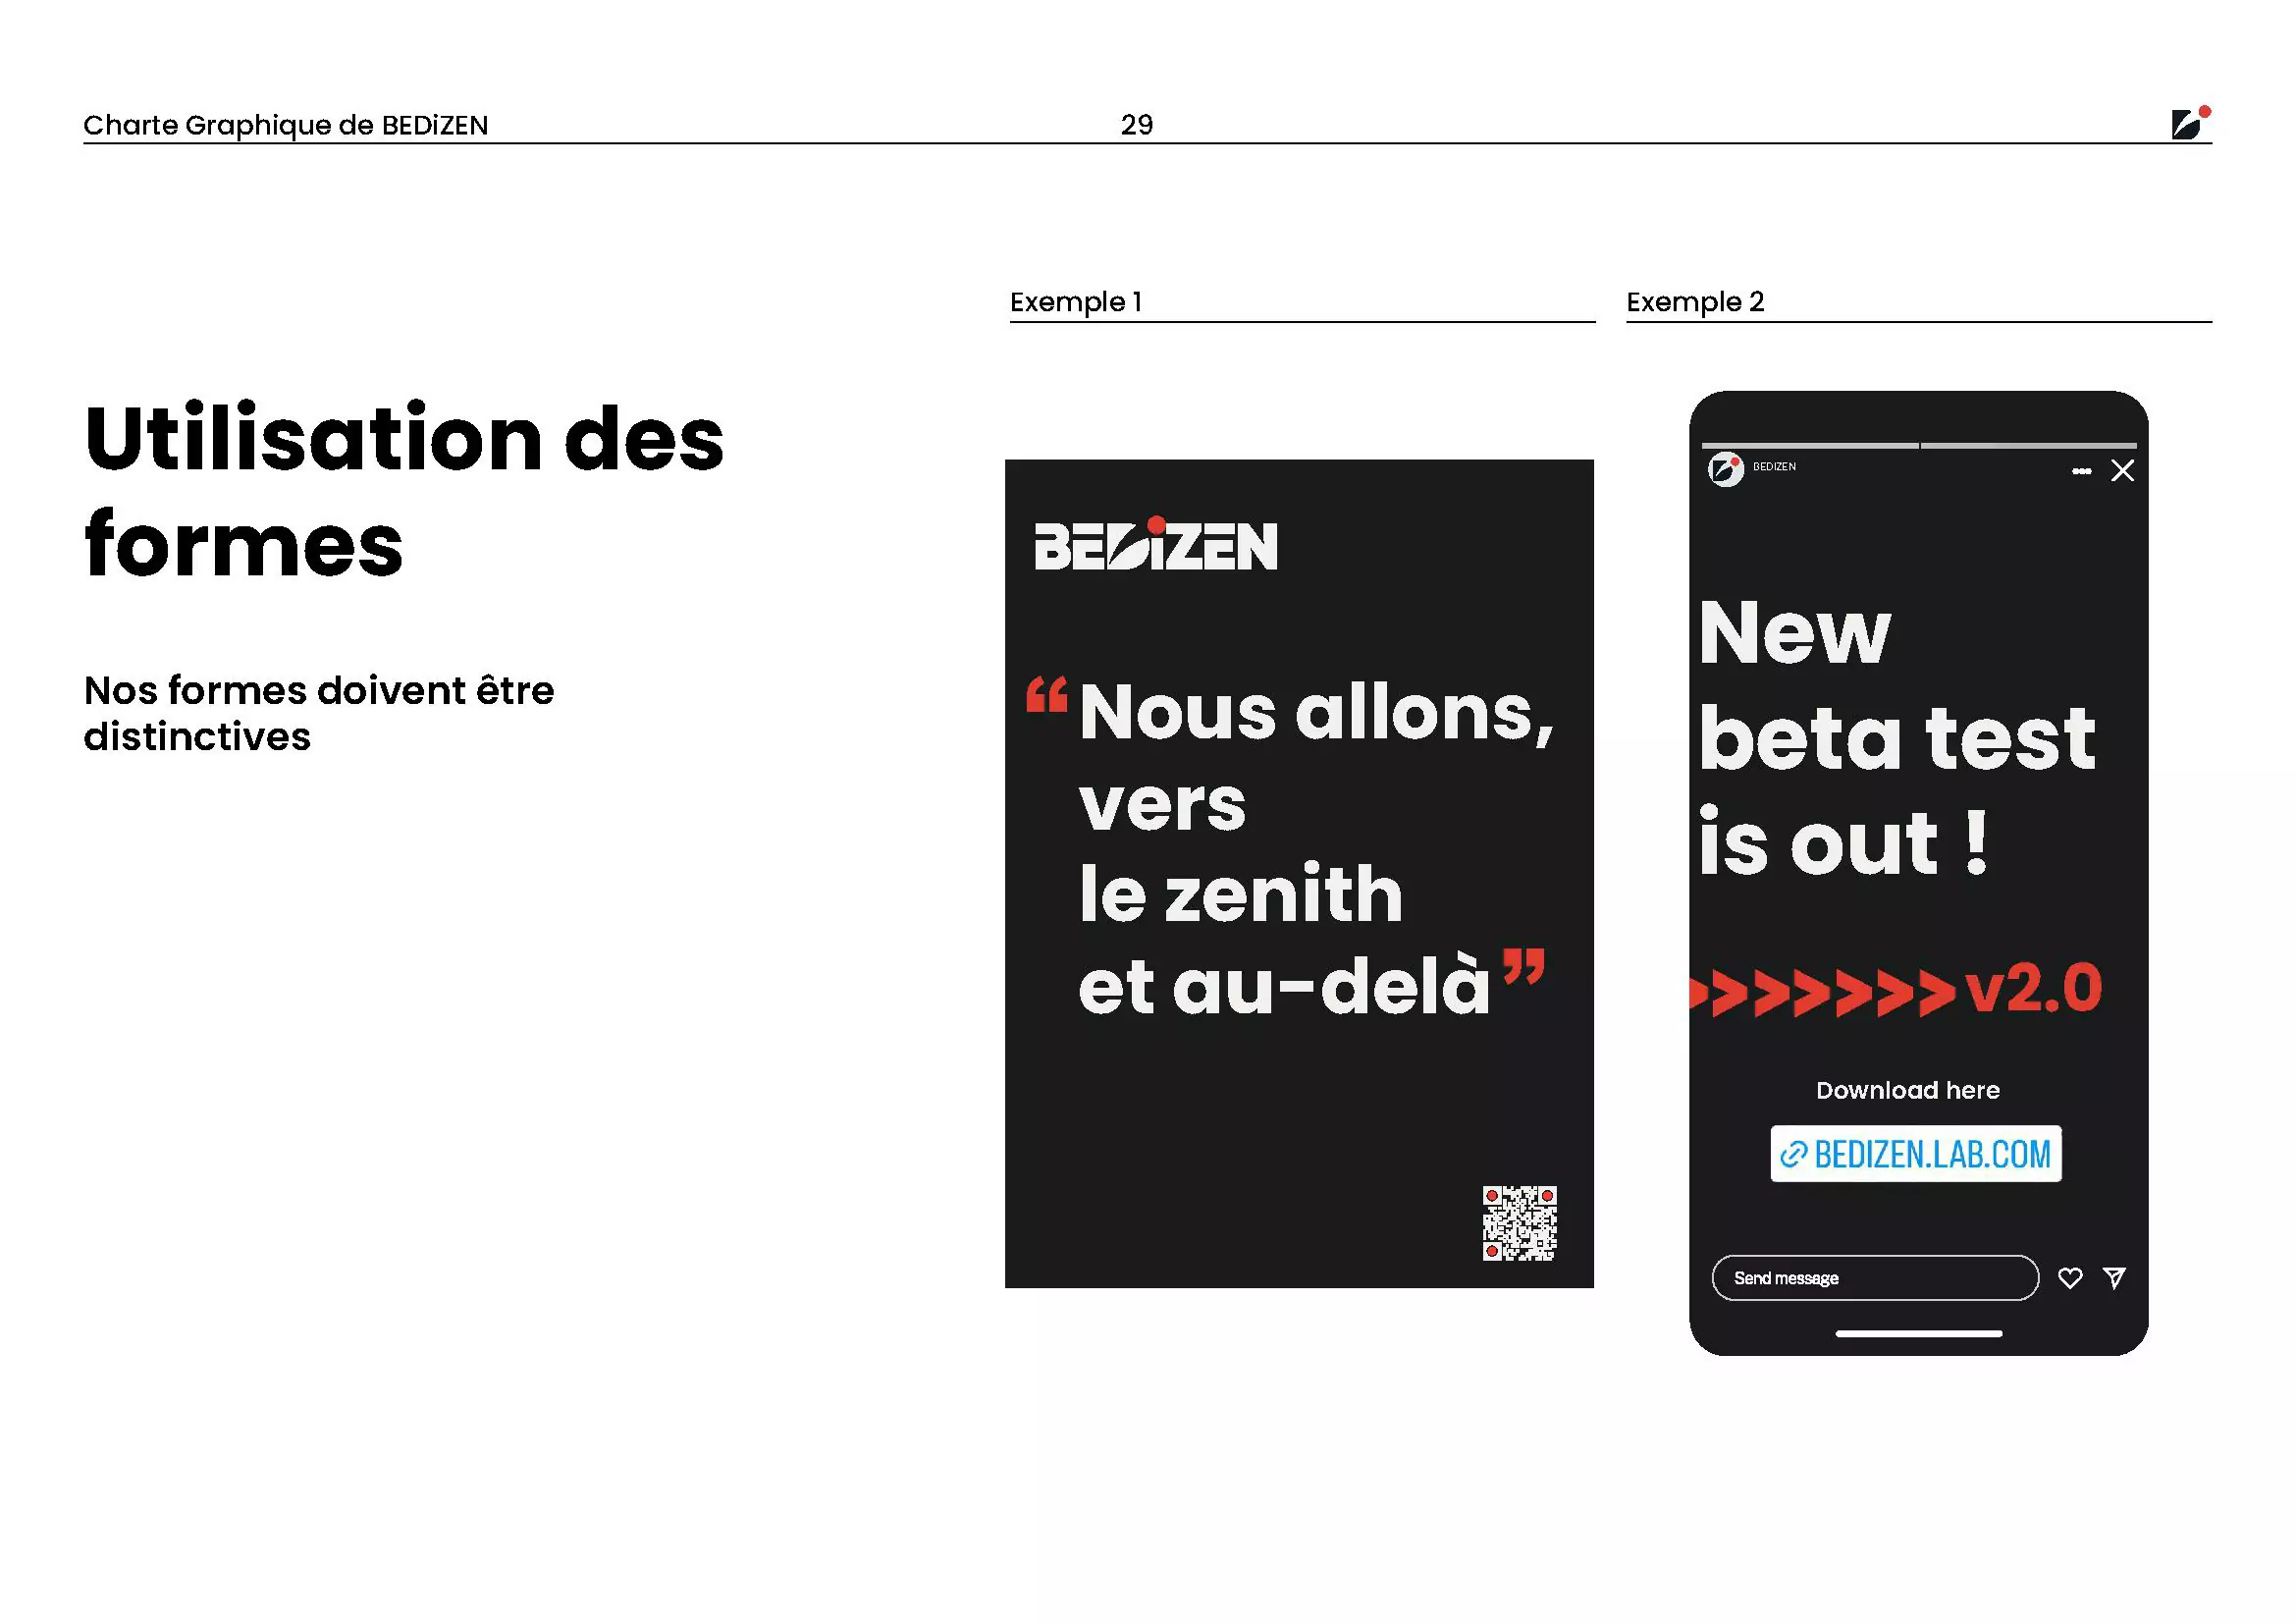 Charte Graphique de BEDiZEN
29
Utilisation des
formes
Nos formes doivent être
distinctives
Exemple 1
BEDiZEN
“Nous allons,
vers
le zenith
et au-delà”
Exemple 2
BEDIZEN
New
beta test
is out !
>>>>>>> v2.0
Download here
BEDIZEN.LAB.COM
Send message